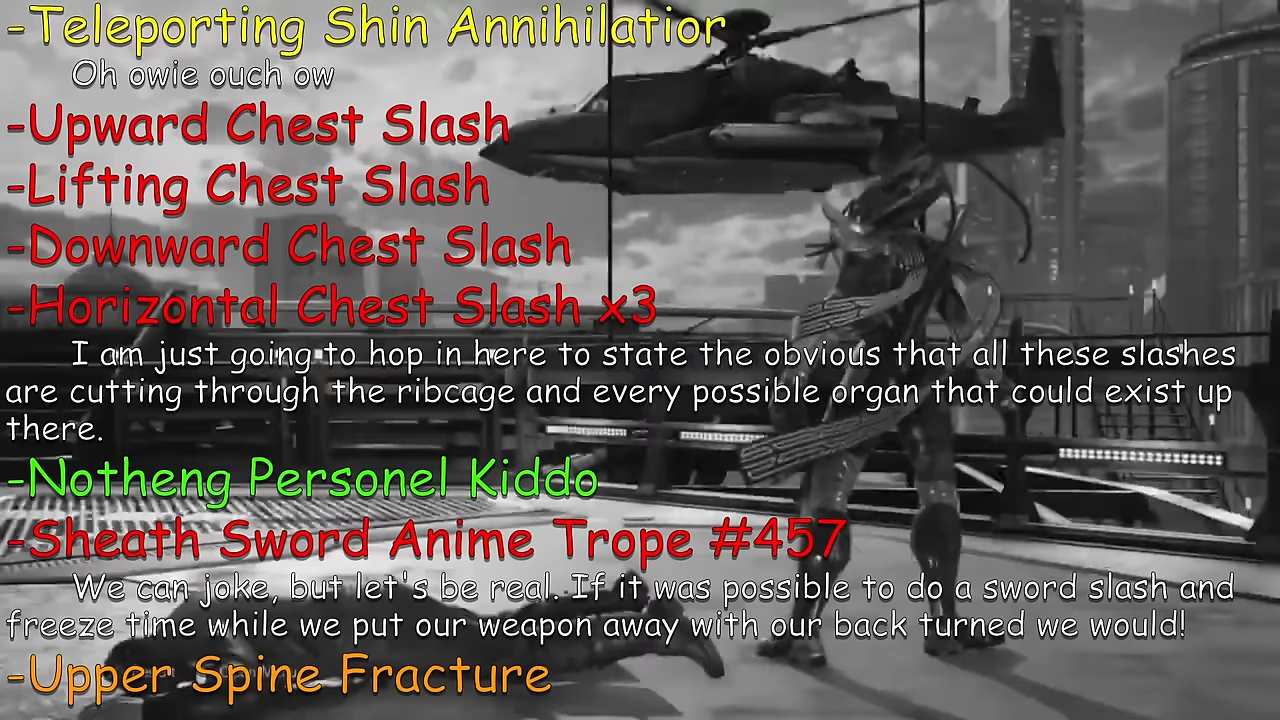 -Teleporting Shin Annihilatior
Oh owie ouch ow
-Upward Chest Slash
-Lifting Chest Slash
-Downward Chest Slash
-Horizontal Chest Slash x3
I am just going to hop in here to state the obvious that all these slashes
are cutting through the ribcage and every possible organ that could exist up
there.
-Notheng Personel Kiddo
-Sheath Sword Anime Trope #457
We can joke, but let's be real. If it was possible to do a sword slash and
freeze time while we put our weapon away with our back turned we would!
-Upper Spine Fracture